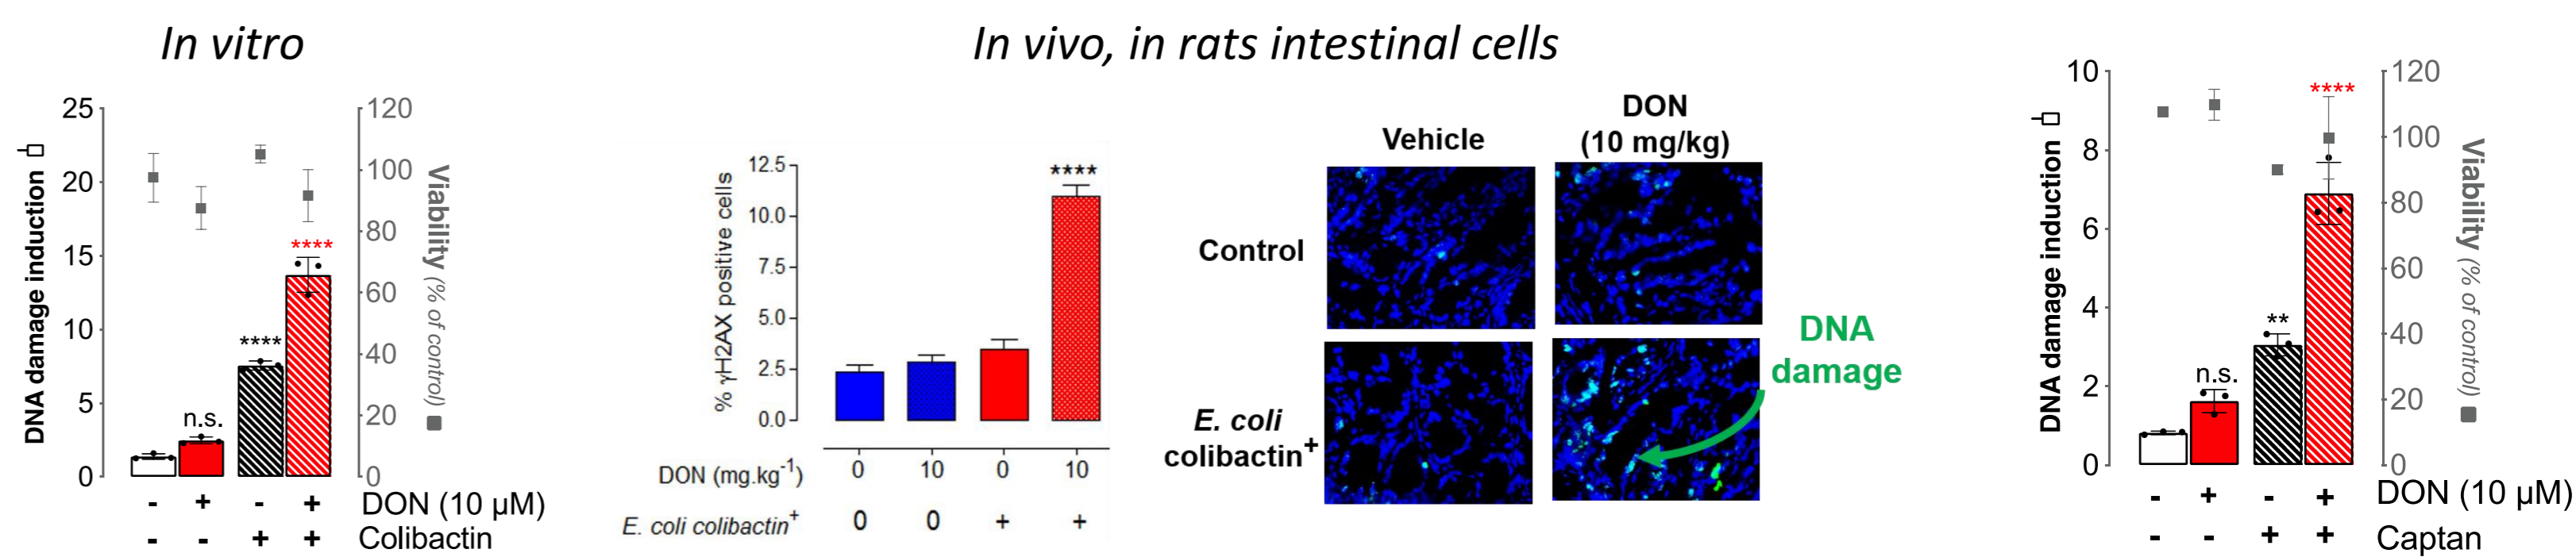 In vitro
In vivo, in rats intestinal cells
25
20
15
10
5
0
DNA damage induction
120
100
80
60
40
20
0
Viability (% of control)
n.s.
****
****
- + - + DON (10 µM)
- - + + Colibactin
12.5
10.0
7.5
5.0
2.5
0.0
% γH2AX positive cells
****
DON (mg.kg-1) 0 10 0 10
E. coli colibactin+ 0 0 + +
Vehicle
DON
(10 mg/kg)
Control
E. coli
colibactin+
DNA
damage
10
8
6
4
2
0
DNA damage induction
120
100
80
60
40
20
0
Viability (% of control)
n.s.
**
****
- + - + DON (10 µM)
- - + + Captan